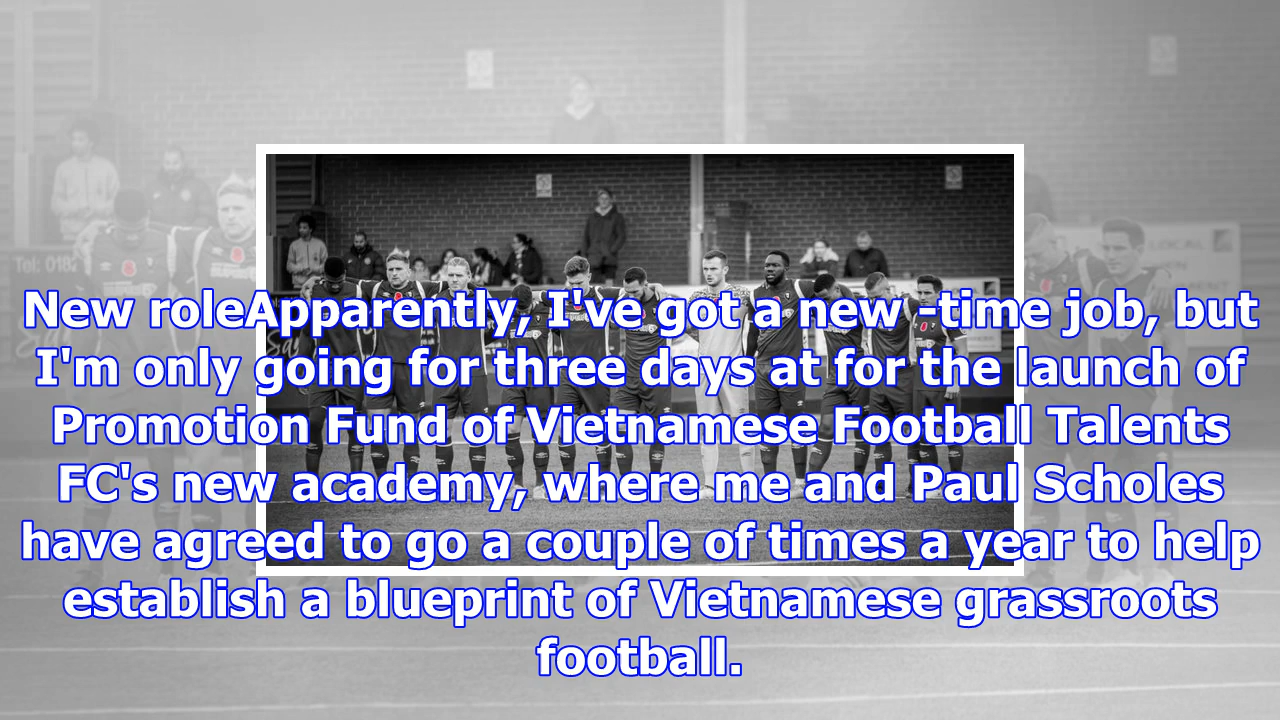 Tel: 018
New roleApparently, I've got a new -time job, but
I'm only going for three days at for the launch of
Promotion Fund of Vietnamese Football Talents
FC's new academy, where me and Paul Scholes
have agreed to go a couple of times a year to help
establish a blueprint of Vietnamese grassroots
football.